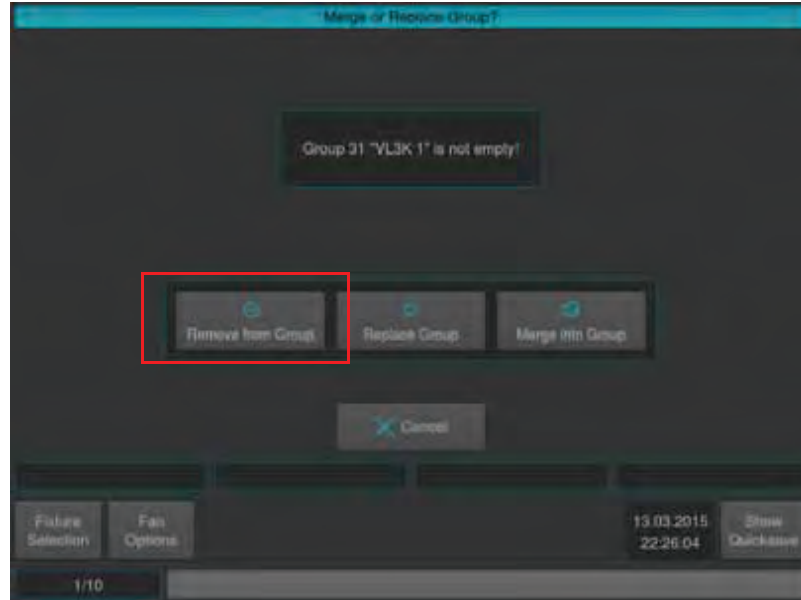 Merge or Replace Group?
Group 31 "VL3K 1" is not empty!
Remove from Group
Replace Group
Merge into Group
Cancel
Fixture
Selection
Fan
Options
13.03.2015
22:26:04
Show
Quicksave
1/10